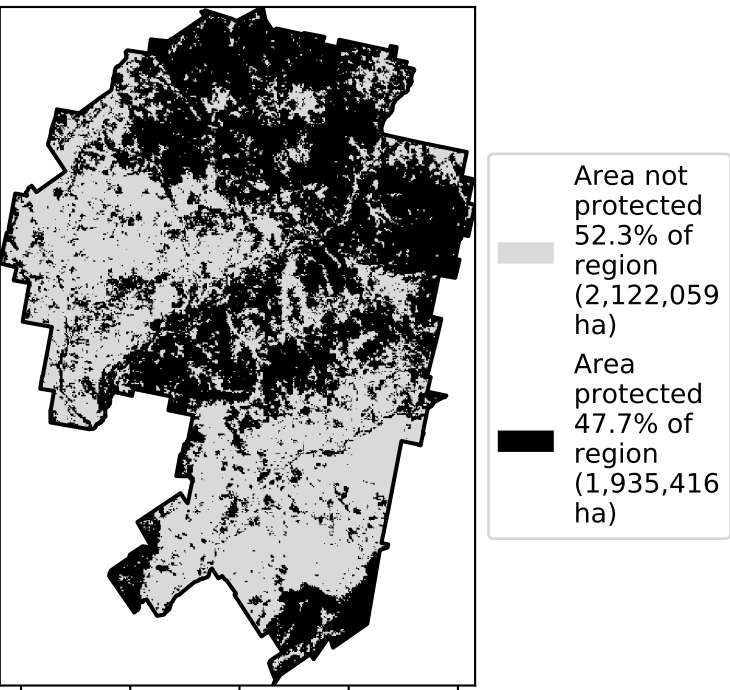 Area not
protected
52.3% of
region
(2,122,059
ha)
Area
protected
47.7% of
region
(1,935,416
ha)